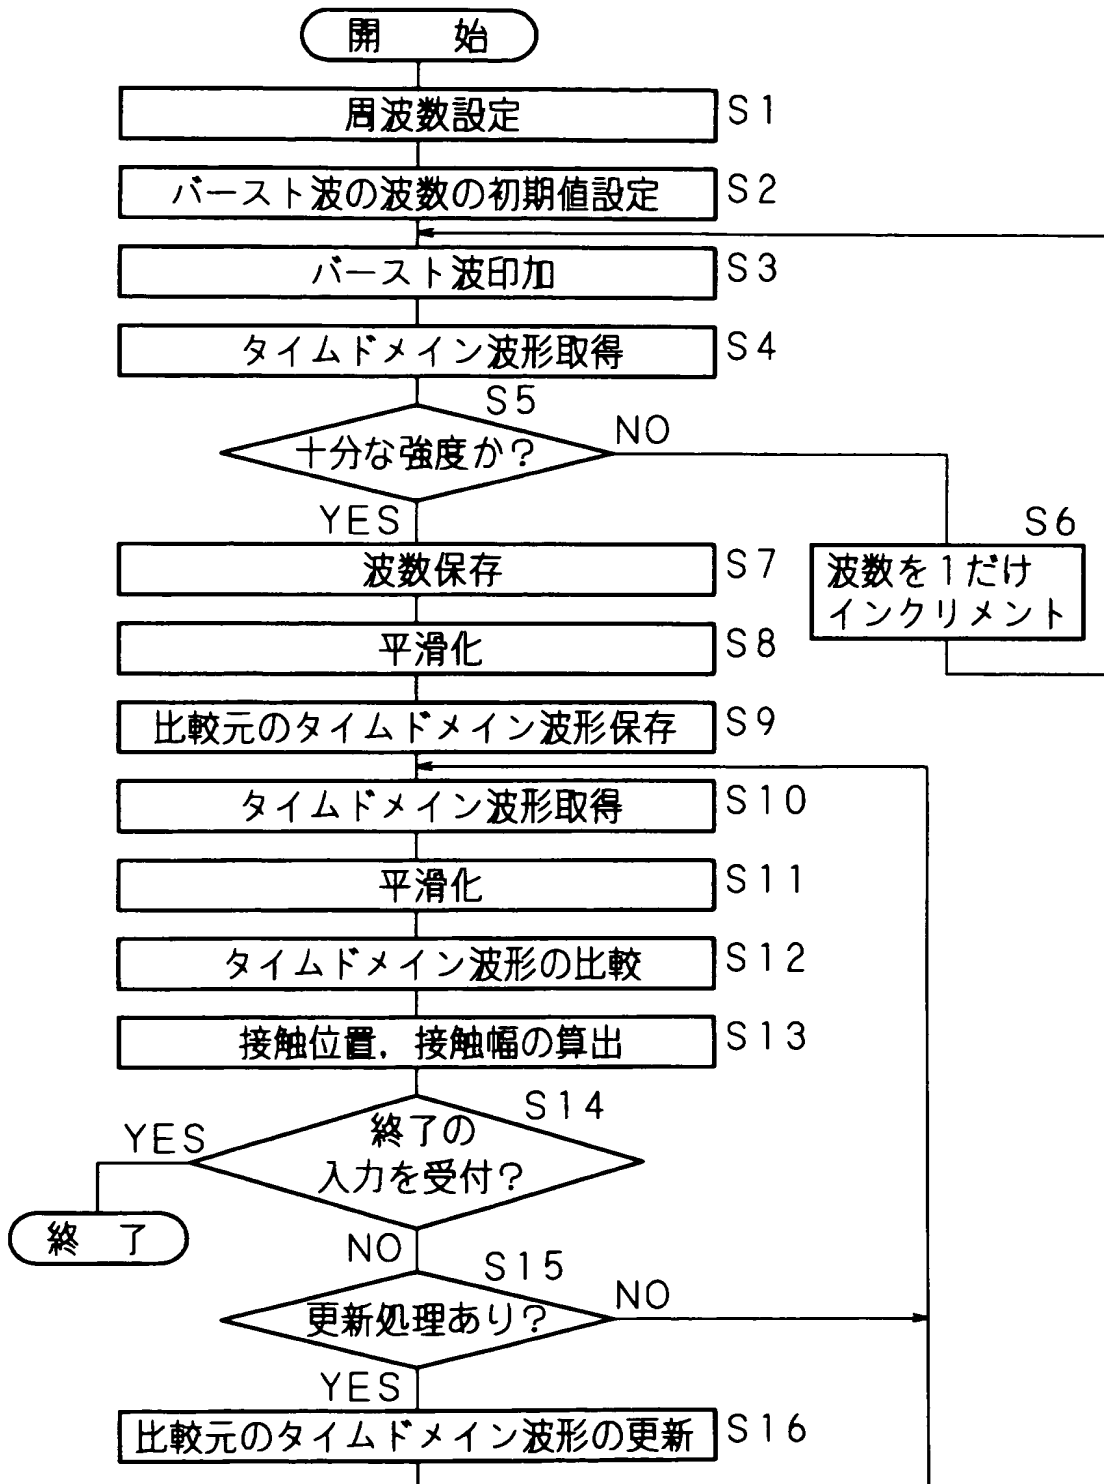 開 始
周波数設定 S1
バースト波の波数の初期値設定 S2
バースト波印加 S3
タイムドメイン波形取得 S4
S5
十分な強度か? NO
YES
S6
波数を1だけ
インクリメント
波数保存 S7
平滑化 S8
比較元のタイムドメイン波形保存 S9
タイムドメイン波形取得 S10
平滑化 S11
タイムドメイン波形の比較 S12
接触位置,接触幅の算出 S13
S14
YES
終了の
入力を受付?
終 了
NO
S15
更新処理あり? NO
YES
比較元のタイムドメイン波形の更新 S16